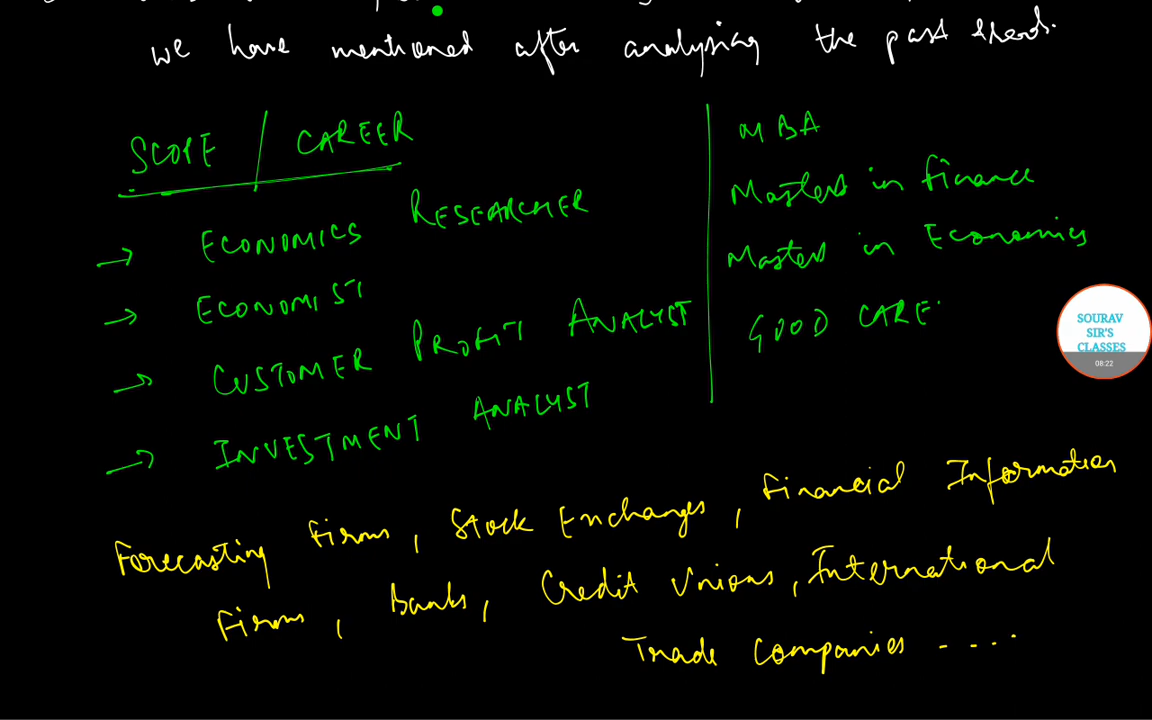 we have mentioned after analysing the past trends.
SCOPE / CAREER
→ ECONOMICS RESEARCHER
→ ECONOMIST
→ CUSTOMER PROFIT ANALYST
→ INVESTMENT ANALYST
MBA
Masters in finance
Masters in Economics
GOOD CARE
SOURAV
SIR'S
CLASSES
08:22
Forecasting firms, Stock Exchanges, Financial Information
Firms, Banks, Credit Unions, International
Trade Companies ....